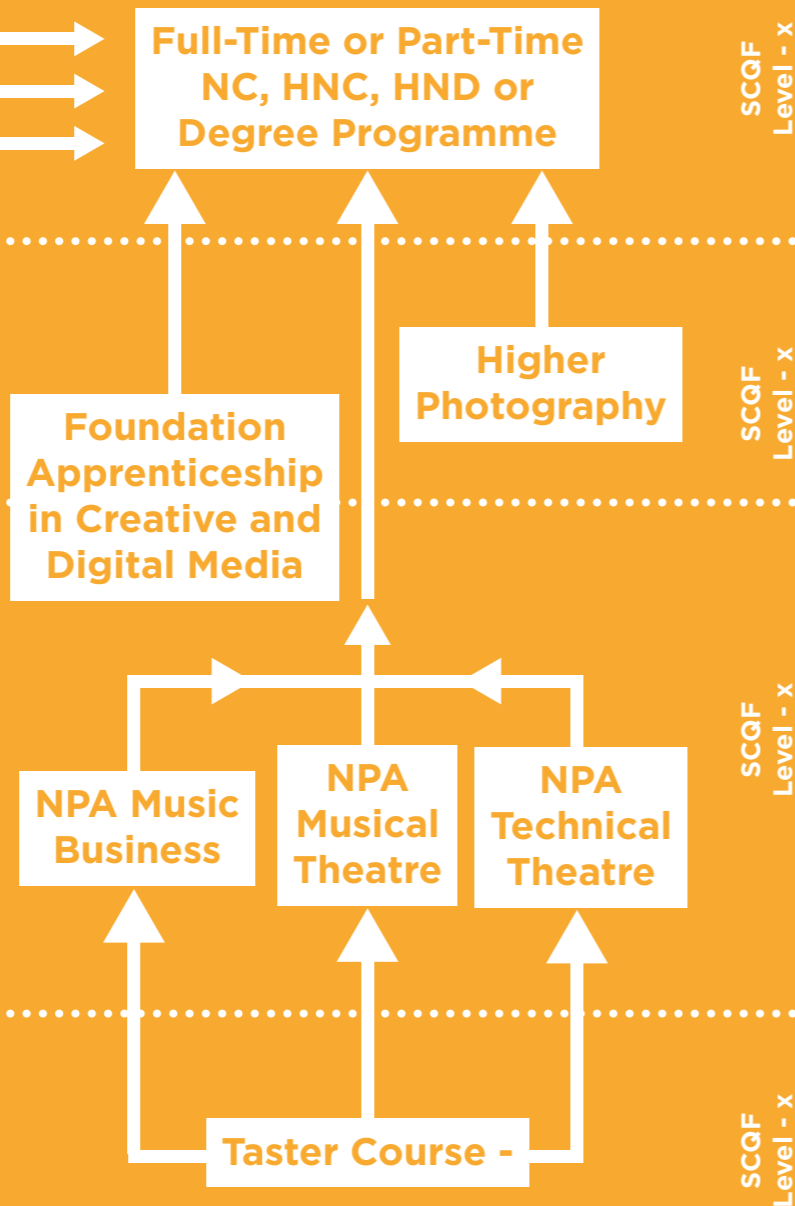 Full-Time or Part-Time
NC, HNC, HND or
Degree Programme
SCQF
Level - x
Higher
Photography
SCQF
Level - x
Foundation
Apprenticeship
in Creative and
Digital Media
NPA Music
Business
NPA
Musical
Theatre
NPA
Technical
Theatre
SCQF
Level - x
Taster Course -
SCQF
Level - x